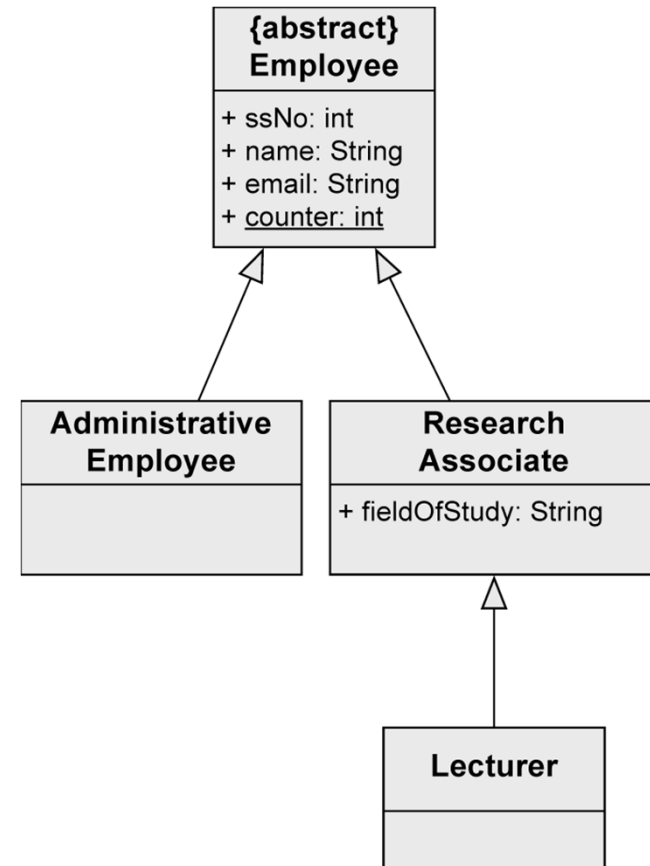 {abstract}
Employee
+ ssNo: int
+ name: String
+ email: String
+ counter: int
Administrative
Employee
Research
Associate
+ fieldOfStudy: String
Lecturer